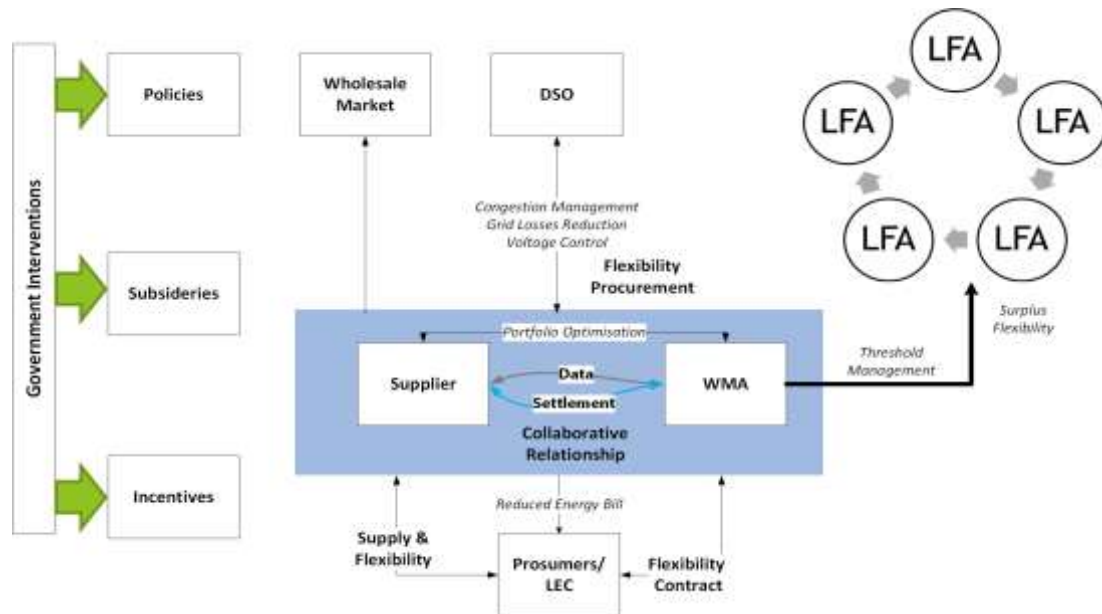 Government Interventions
Policies
Subsideries
Incentives
Wholesale
Market
DSO
Congestion Management
Grid Losses Reduction
Voltage Control
Flexibility
Procurement
Portfolio Optimisation
Supplier
Data
Settlement
WMA
Collaborative
Relationship
Reduced Energy Bill
Supply &
Flexibility
Prosumers/
LEC
Flexibility
Contract
Threshold
Management
Surplus
Flexibility
LFA
LFA
LFA
LFA
LFA